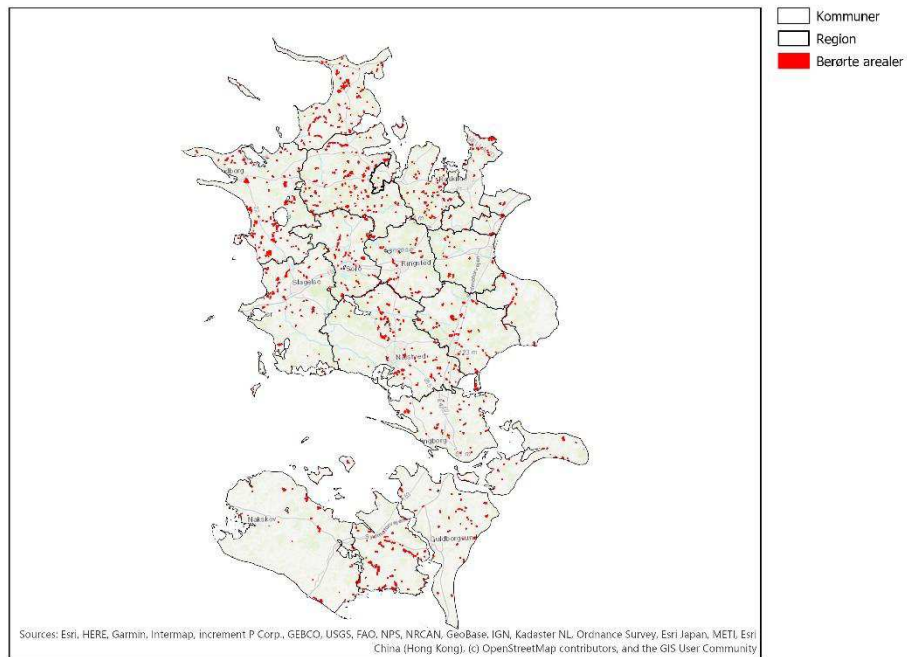 Kommuner
Region
Berørte arealer
Ringsted
Slagelse
Næstved
Nakskov
Sources: Esri, HERE, Garmin, Intermap, increment P Corp., GEBCO, USGS, FAO, NPS, NRCAN, GeoBase, IGN, Kadaster NL, Ordnance Survey, Esri Japan, METI, Esri
China (Hong Kong), (c) OpenStreetMap contributors, and the GIS User Community